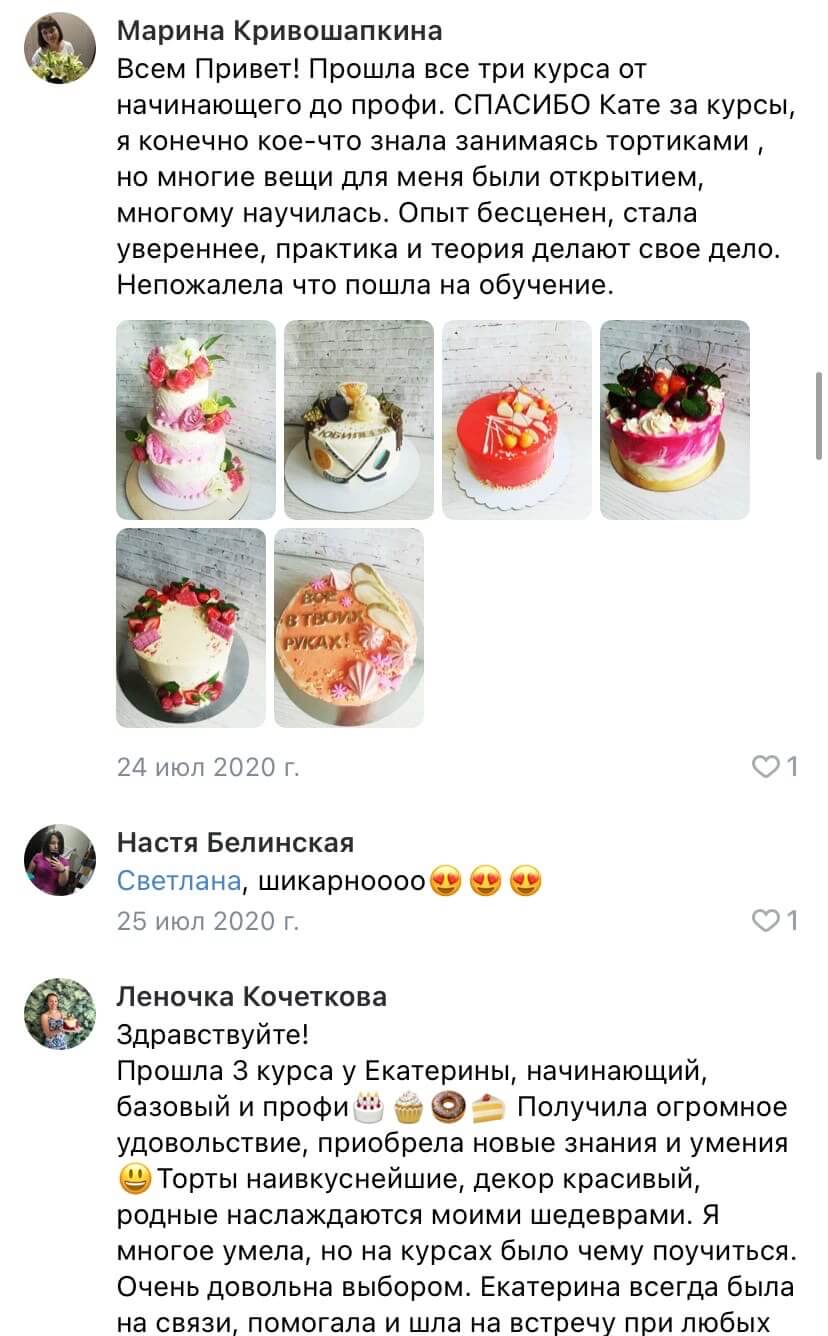 Марина Кривошапкина
Всем Привет! Прошла все три курса от
начинающего до профи. СПАСИБО Кате за курсы,
я конечно кое-что знала занимаясь тортиками ,
но многие вещи для меня были открытием,
многому научилась. Опыт бесценен, стала
увереннее, практика и теория делают свое дело.
Непожалела что пошла на обучение.
ЮБИЛЕЕМ
ВСЕ
В ТВОИХ
РУКАХ!
24 июл 2020 г.
1
Настя Белинская
Светлана, шикарноооо😍😍😍
25 июл 2020 г.
1
Леночка Кочеткова
Здравствуйте!
Прошла 3 курса у Екатерины, начинающий,
базовый и профи🎂🧁🍩🍰 Получила огромное
удовольствие, приобрела новые знания и умения
😃Торты наивкуснейшие, декор красивый,
родные наслаждаются моими шедеврами. Я
многое умела, но на курсах было чему поучиться.
Очень довольна выбором. Екатерина всегда была
на связи, помогала и шла на встречу при любых